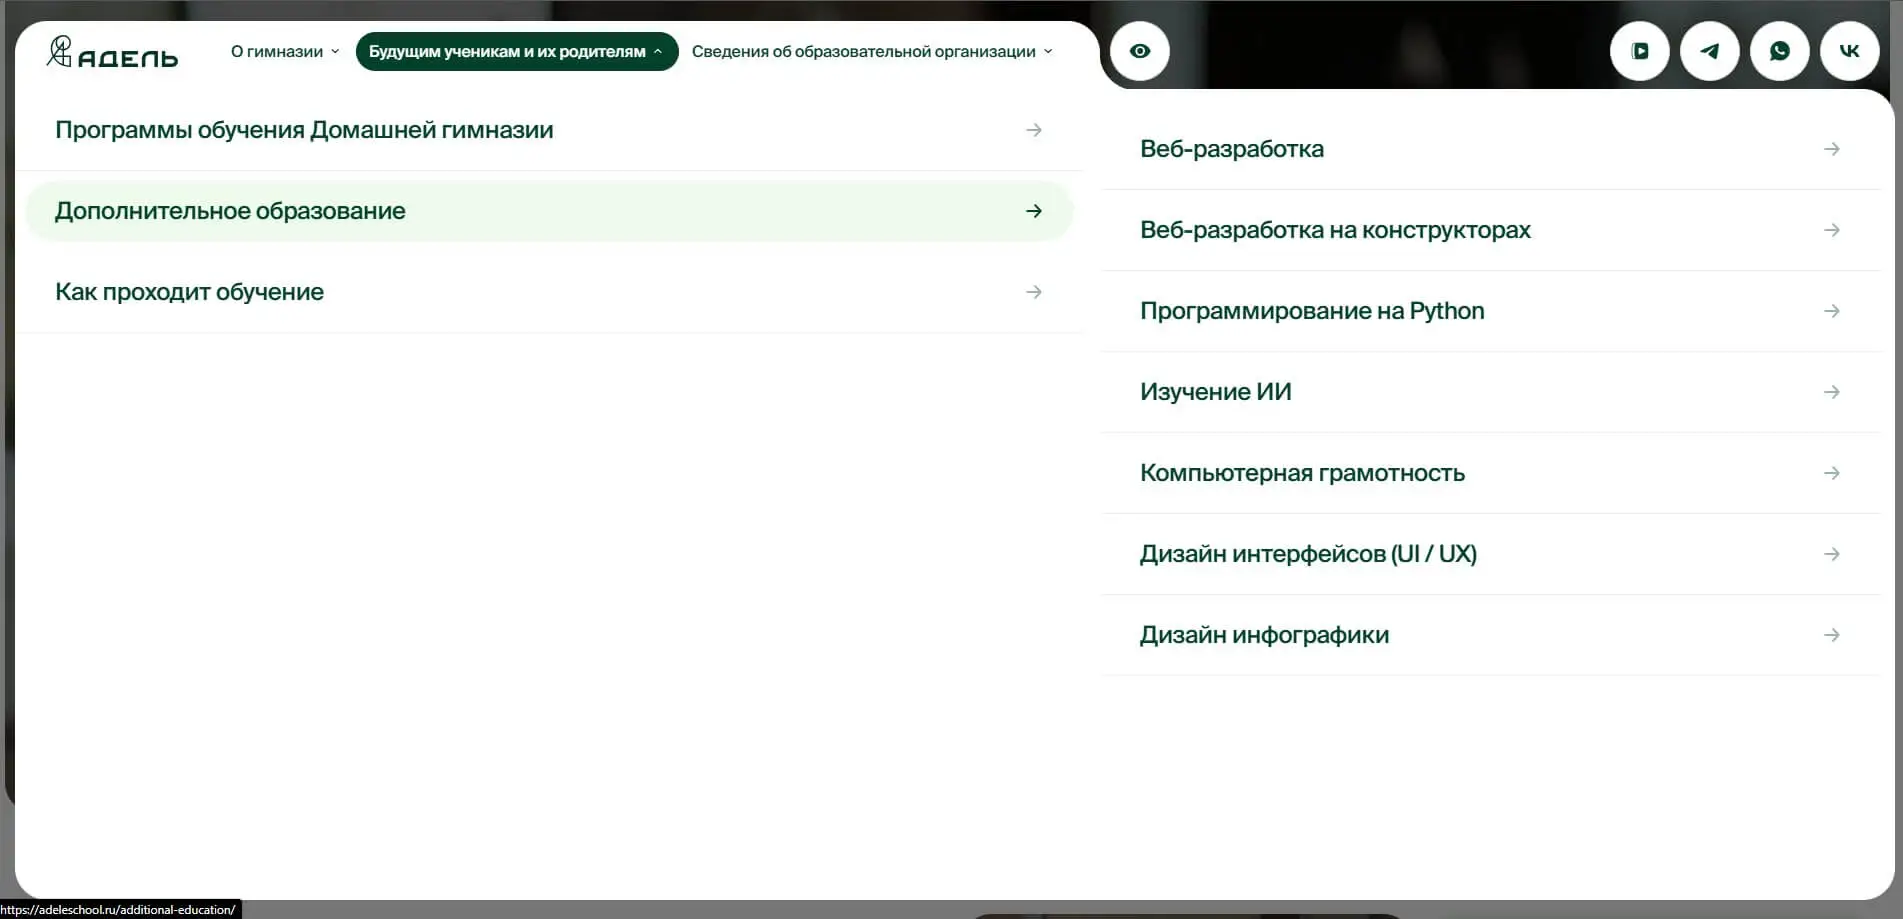 АДЕЛЬ
О гимназии
Будущим ученикам и их родителям
Сведения об образовательной организации
Программы обучения Домашней гимназии
Дополнительное образование
Как проходит обучение
Веб-разработка
Веб-разработка на конструкторах
Программирование на Python
Изучение ИИ
Компьютерная грамотность
Дизайн интерфейсов (UI / UX)
Дизайн инфографики
https://adeleschool.ru/additional-education/